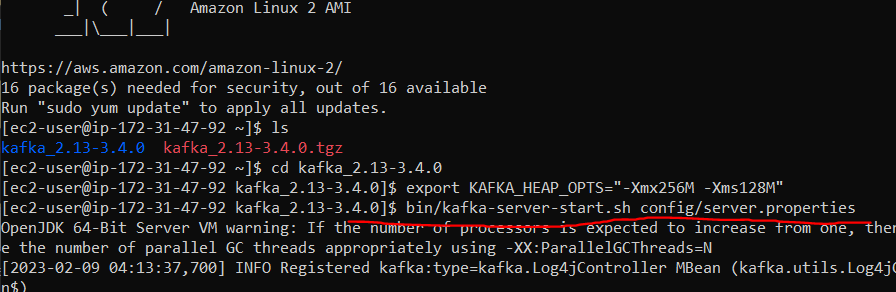 _|  (     /   Amazon Linux 2 AMI
___|\___|___|
https://aws.amazon.com/amazon-linux-2/
16 package(s) needed for security, out of 16 available
Run "sudo yum update" to apply all updates.
[ec2-user@ip-172-31-47-92 ~]$ ls
kafka_2.13-3.4.0  kafka_2.13-3.4.0.tgz
[ec2-user@ip-172-31-47-92 ~]$ cd kafka_2.13-3.4.0
[ec2-user@ip-172-31-47-92 kafka_2.13-3.4.0]$ export KAFKA_HEAP_OPTS="-Xmx256M -Xms128M"
[ec2-user@ip-172-31-47-92 kafka_2.13-3.4.0]$ bin/kafka-server-start.sh config/server.properties
OpenJDK 64-Bit Server VM warning: If the number of processors is expected to increase from one, then
e the number of parallel GC threads appropriately using -XX:ParallelGCThreads=N
[2023-02-09 04:13:37,700] INFO Registered kafka:type=kafka.Log4jController MBean (kafka.utils.Log4jC
n$)